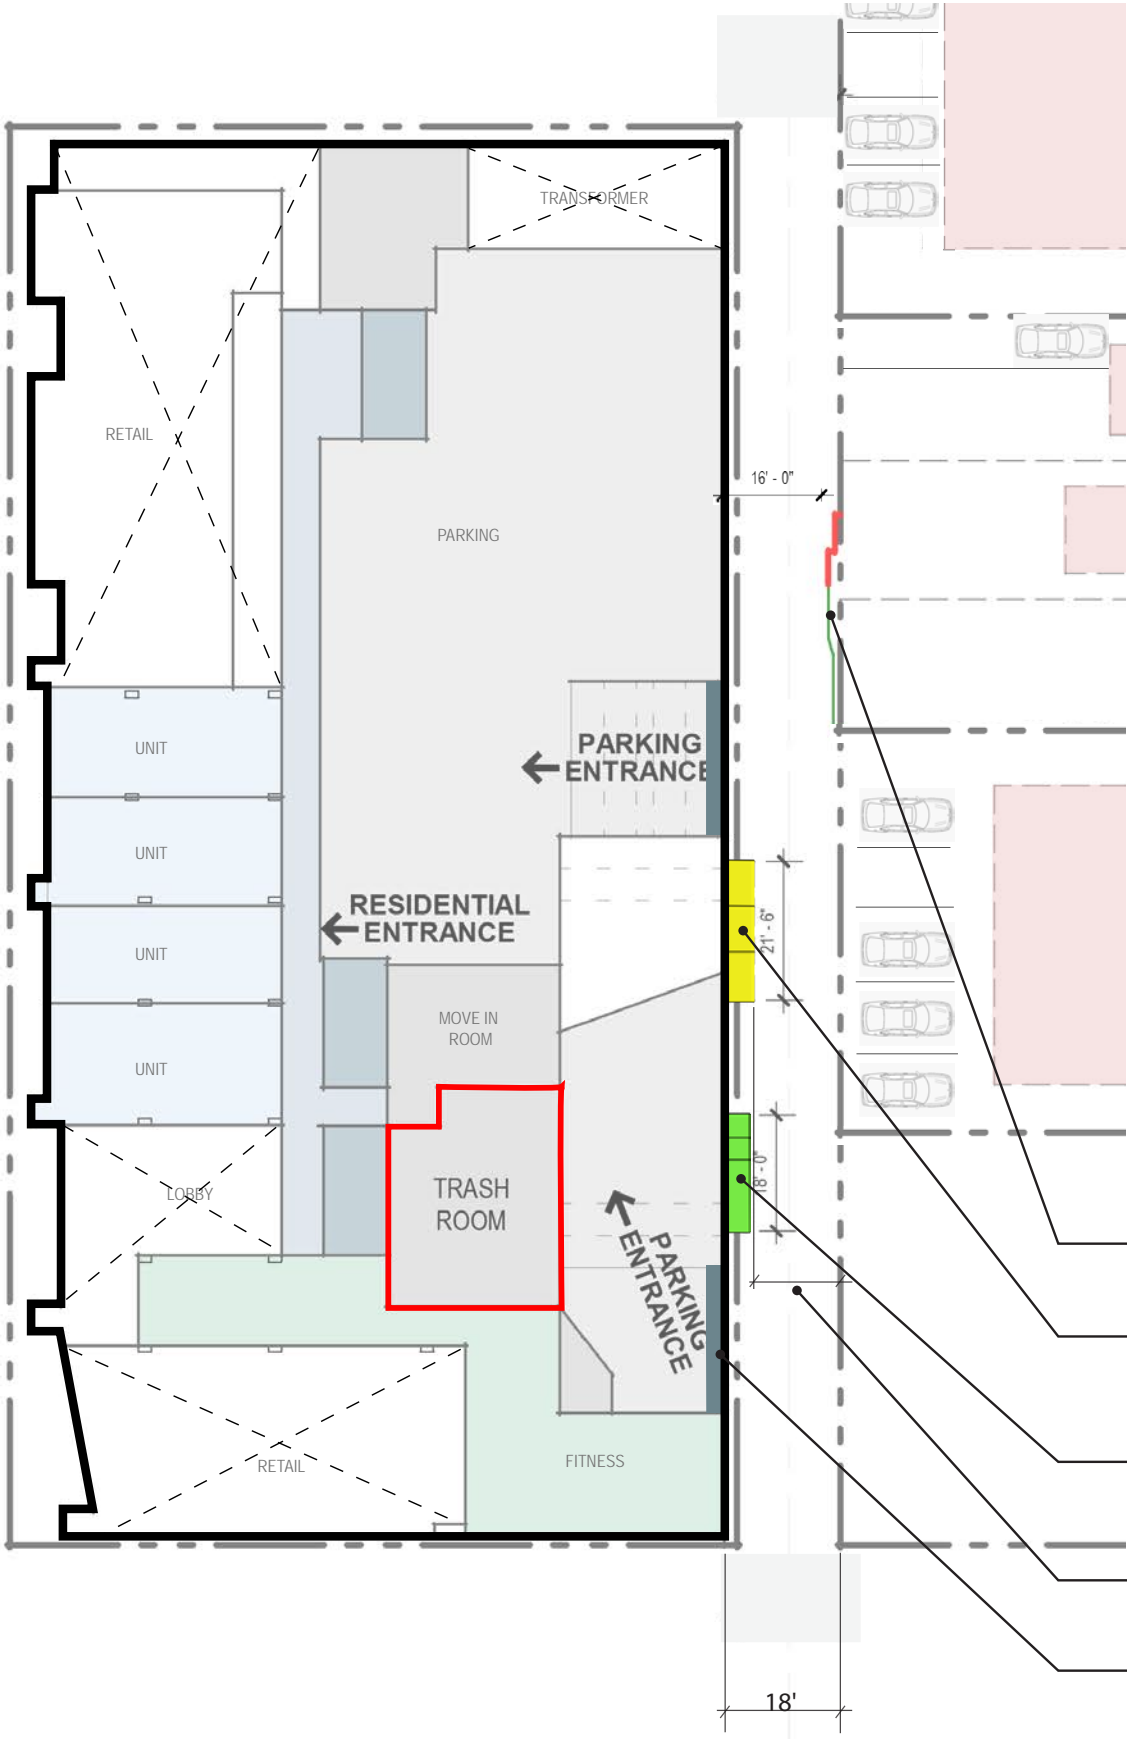 TRANSFORMER
RETAIL
16' - 0"
PARKING
UNIT
PARKING
ENTRANCE
UNIT
RESIDENTIAL
ENTRANCE
21' - 6"
UNIT
MOVE IN
ROOM
UNIT
18' - 0"
LOBBY
TRASH
ROOM
PARKING
ENTRANCE
RETAIL
FITNESS
18'